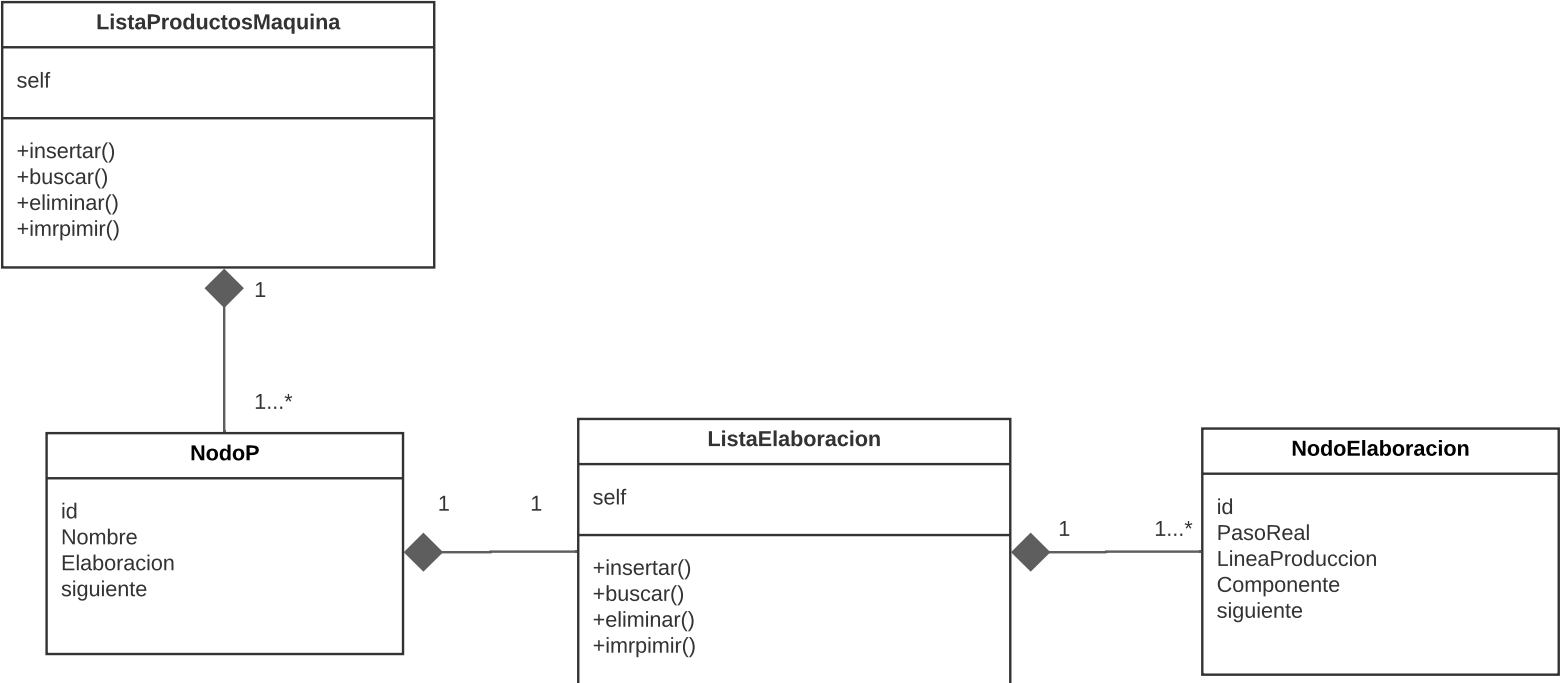 ListaProductosMaquina
self
+insertar()
+buscar()
+eliminar()
+imrpimir()
1
1...*
NodoP
id
Nombre
Elaboracion
siguiente
1
1
ListaElaboracion
self
+insertar()
+buscar()
+eliminar()
+imrpimir()
1
1...*
NodoElaboracion
id
PasoReal
LineaProduccion
Componente
siguiente